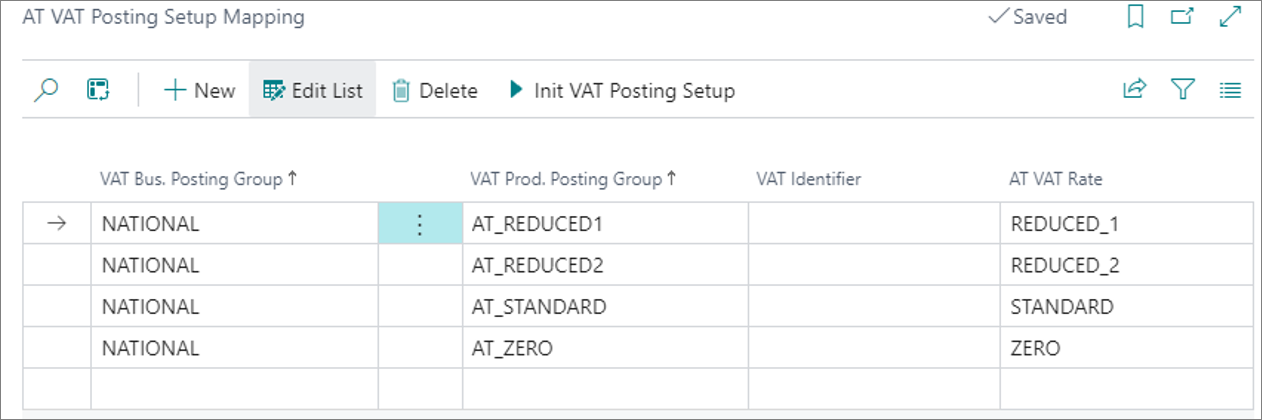 AT VAT Posting Setup Mapping Saved
New Edit List Delete Init VAT Posting Setup
VAT Bus. Posting Group ↑ VAT Prod. Posting Group ↑ VAT Identifier AT VAT Rate
NATIONAL AT_REDUCED1 REDUCED_1
NATIONAL AT_REDUCED2 REDUCED_2
NATIONAL AT_STANDARD STANDARD
NATIONAL AT_ZERO ZERO